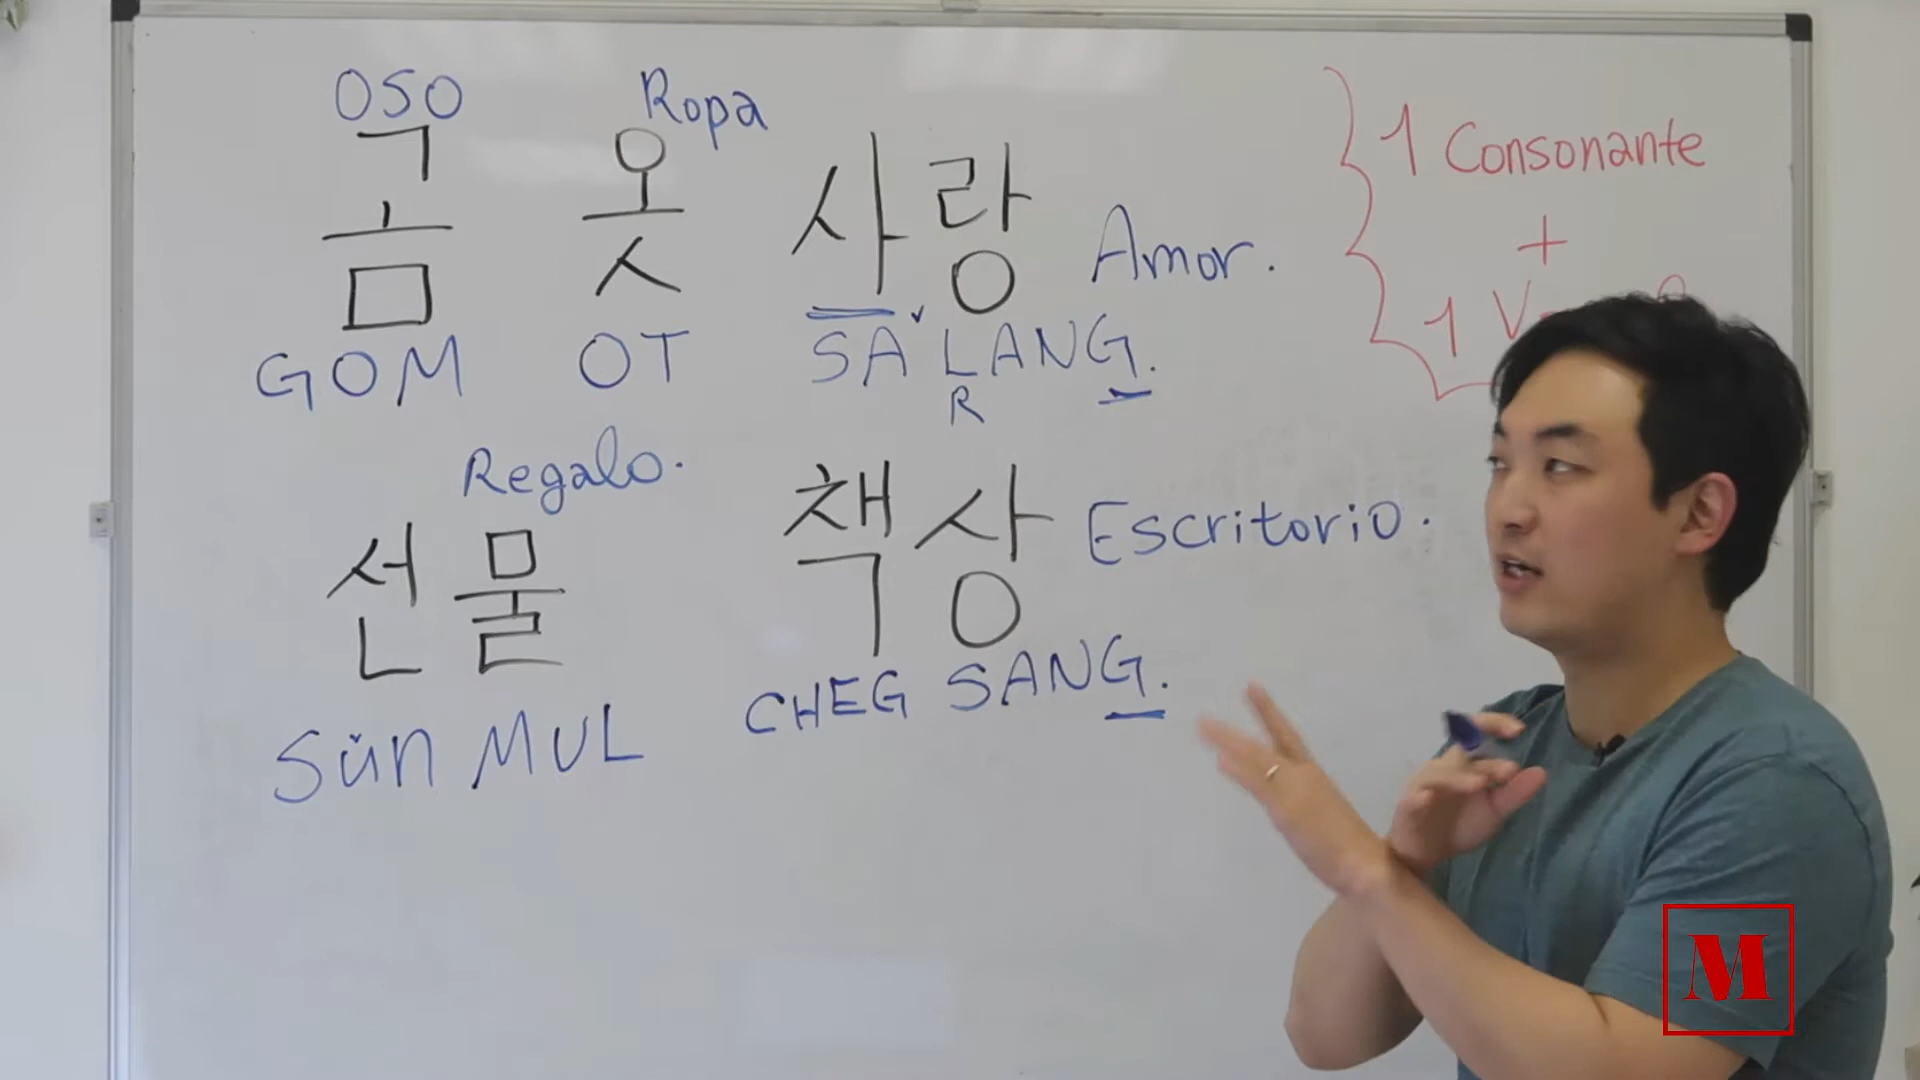 OSO
Ropa
곰 옷 사랑
Amor.
GOM OT SA LANG.
R
Regalo.
선물
책상
Escritorio.
Sŭn MUL
CHEG SANG.
1 Consonante
+
1
M